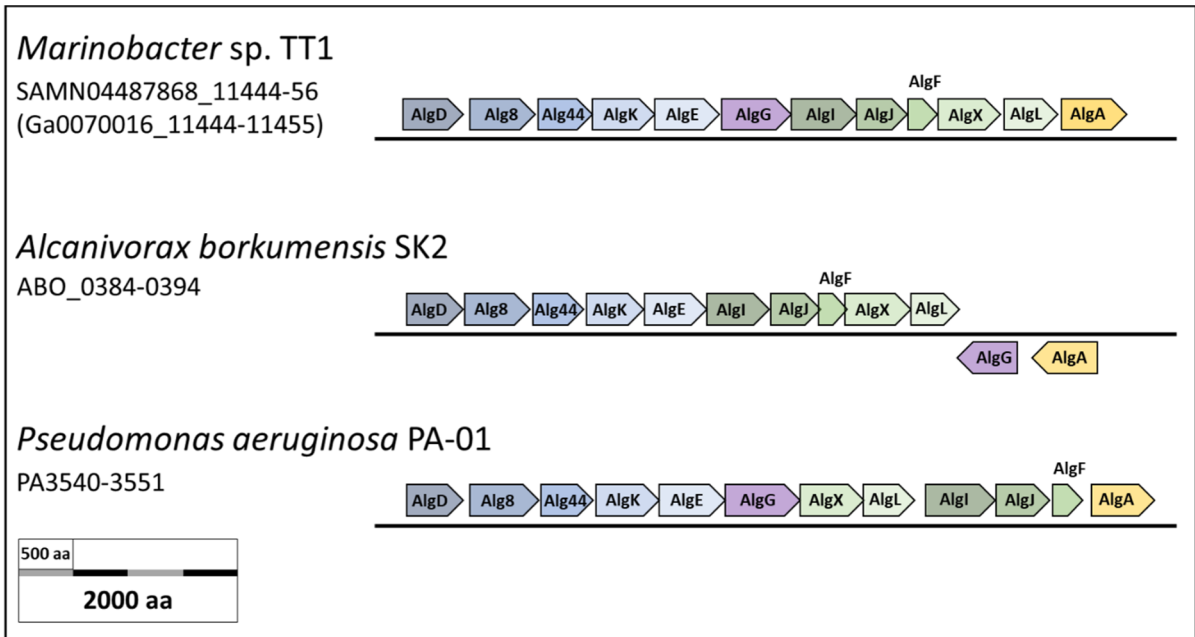 Marinobacter sp. TT1
SAMN04487868_11444-56
(Ga0070016_11444-11455)
AlgF
AlgD Alg8 Alg44 AlgK AlgE AlgG AlgI AlgJ AlgX AlgL AlgA
Alcanivorax borkumensis SK2
ABO_0384-0394
AlgF
AlgD Alg8 Alg44 AlgK AlgE AlgI AlgJ AlgX AlgL
AlgG AlgA
Pseudomonas aeruginosa PA-01
PA3540-3551
AlgF
AlgD Alg8 Alg44 AlgK AlgE AlgG AlgX AlgL AlgI AlgJ AlgA
500 aa
2000 aa